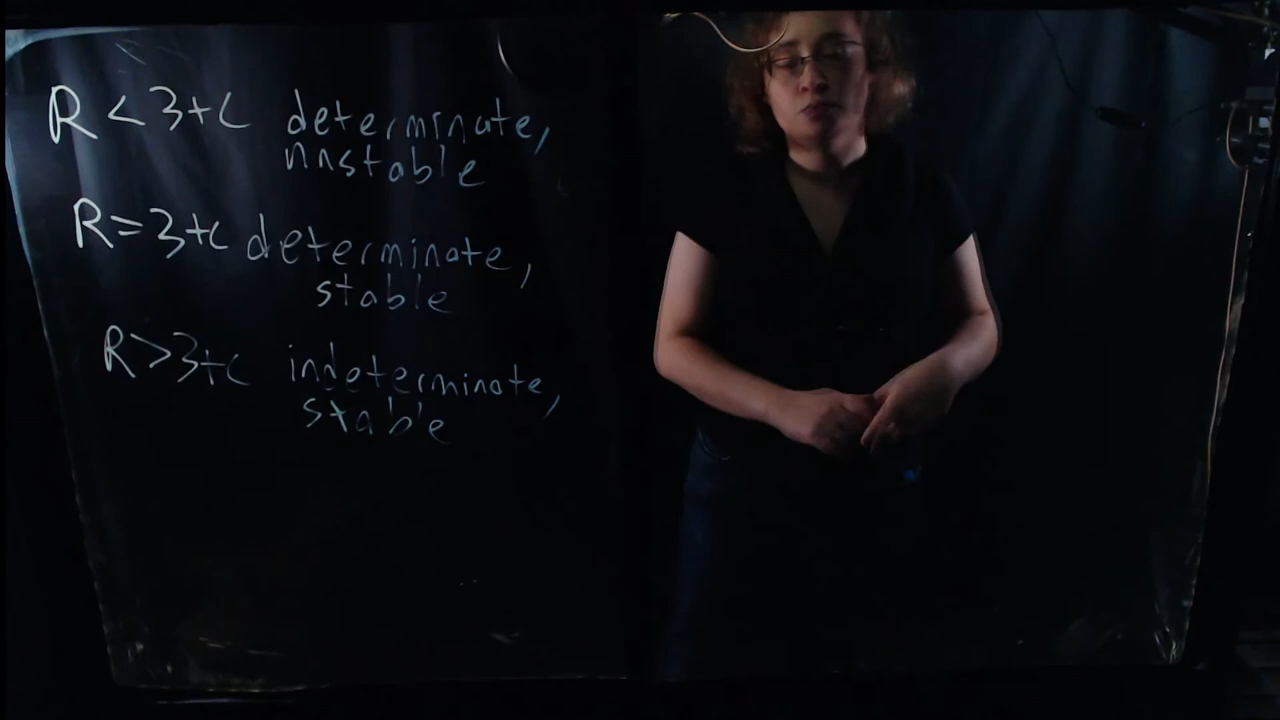 R < 3+C determinate,
unstable
R = 3+C determinate,
stable
R > 3+C indeterminate,
stable